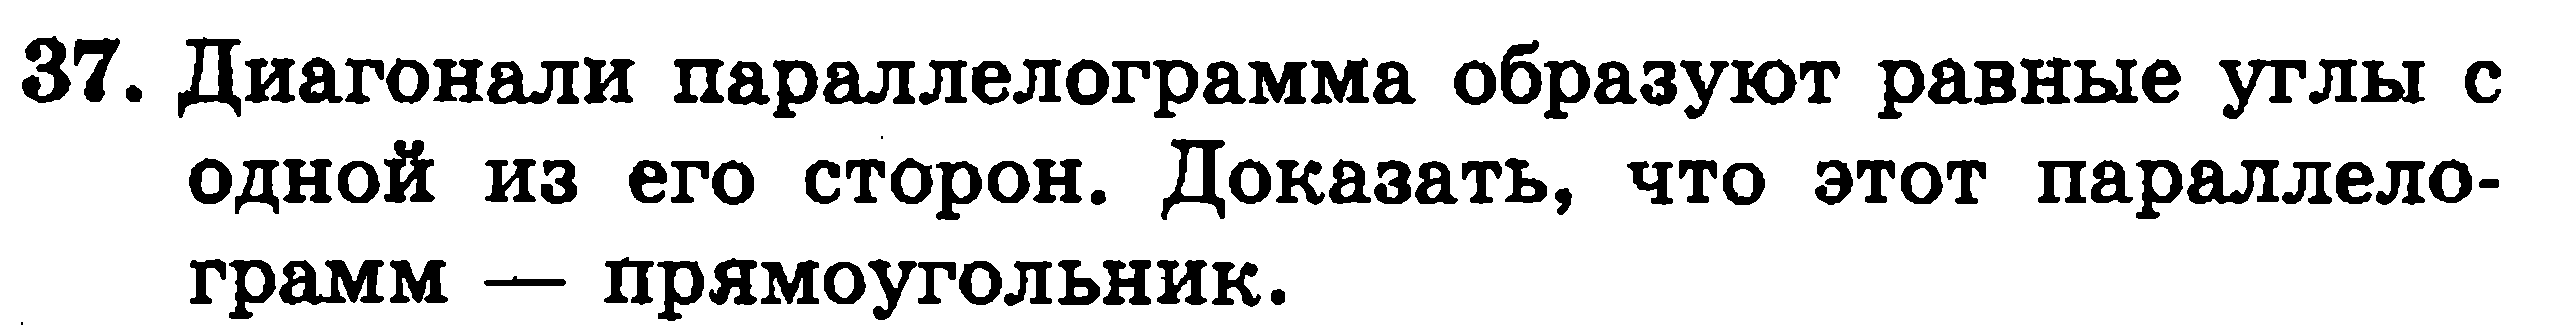 37. Диагонали параллелограмма образуют равные углы с
одной из его сторон. Доказать, что этот параллело-
грамм — прямоугольник.